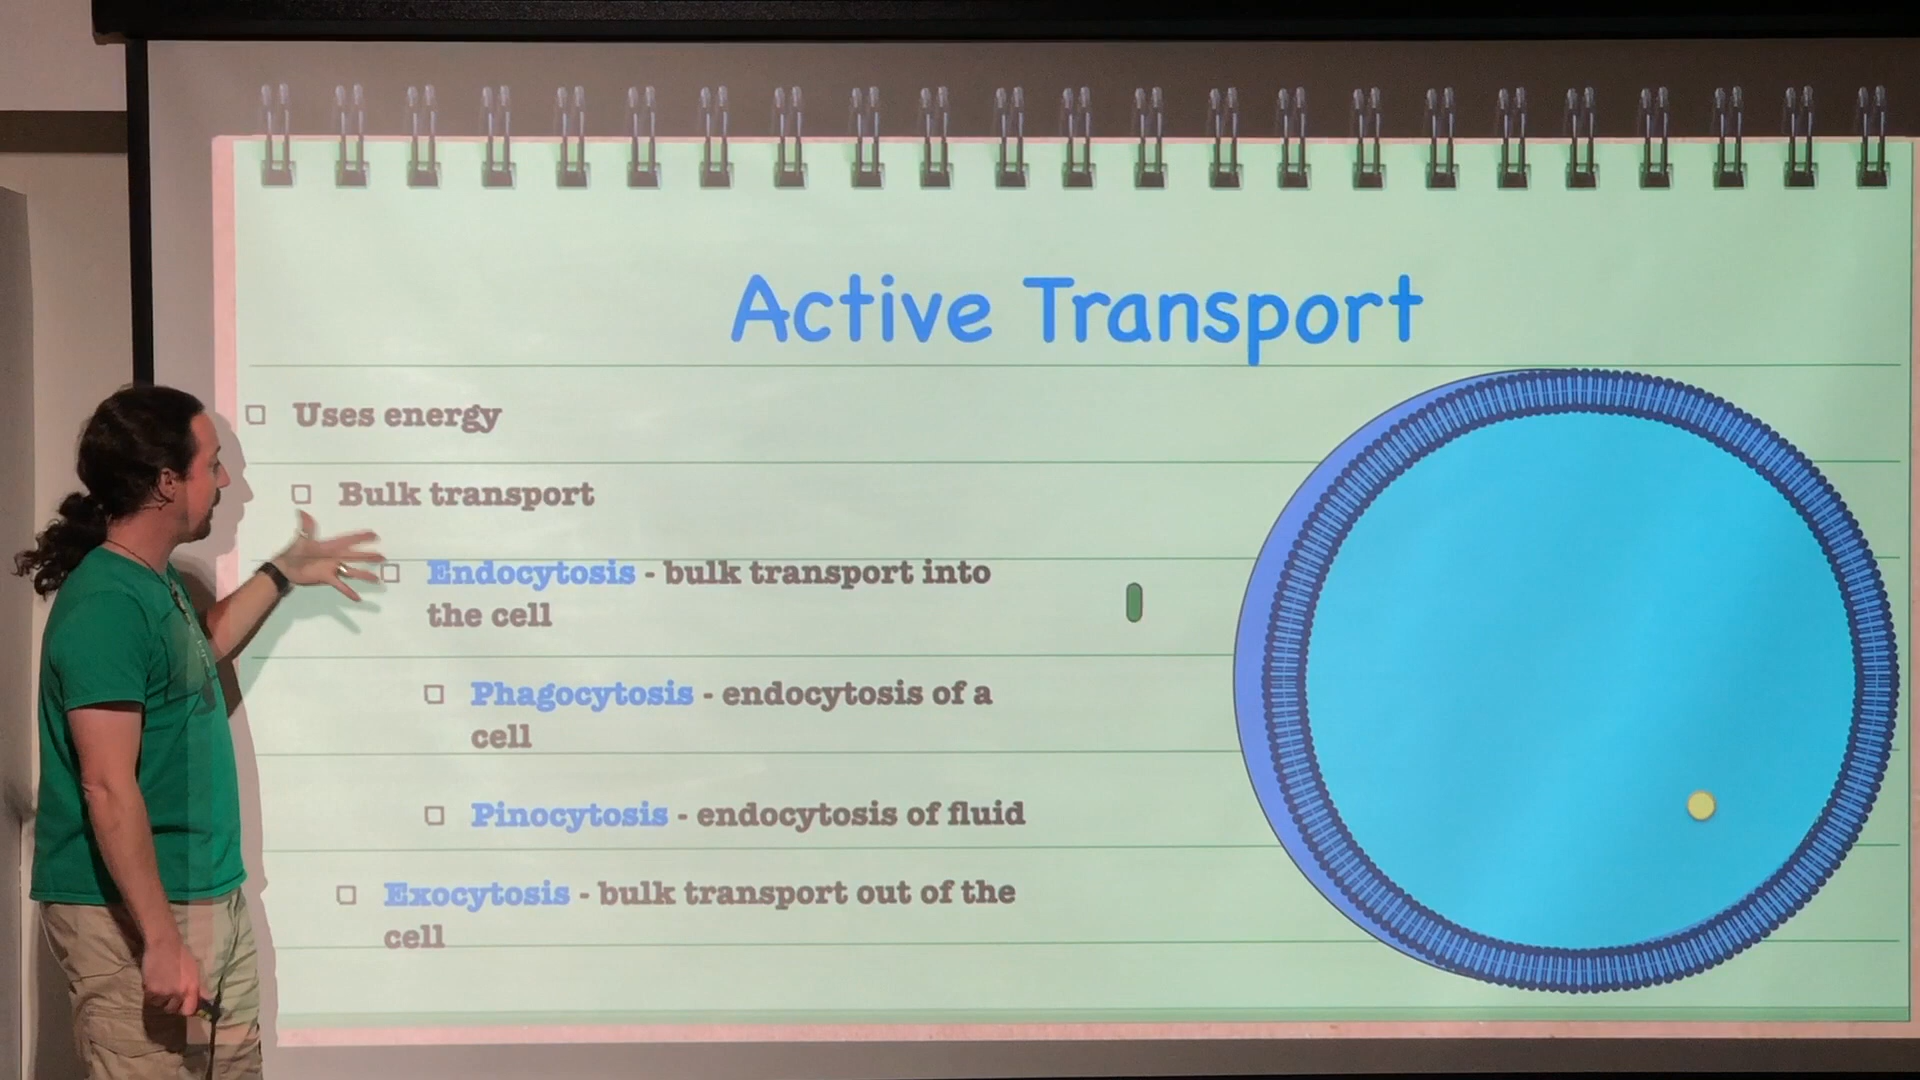 Active Transport
Uses energy
Bulk transport
Endocytosis - bulk transport into
the cell
Phagocytosis - endocytosis of a
cell
Pinocytosis - endocytosis of fluid
Exocytosis - bulk transport out of the
cell